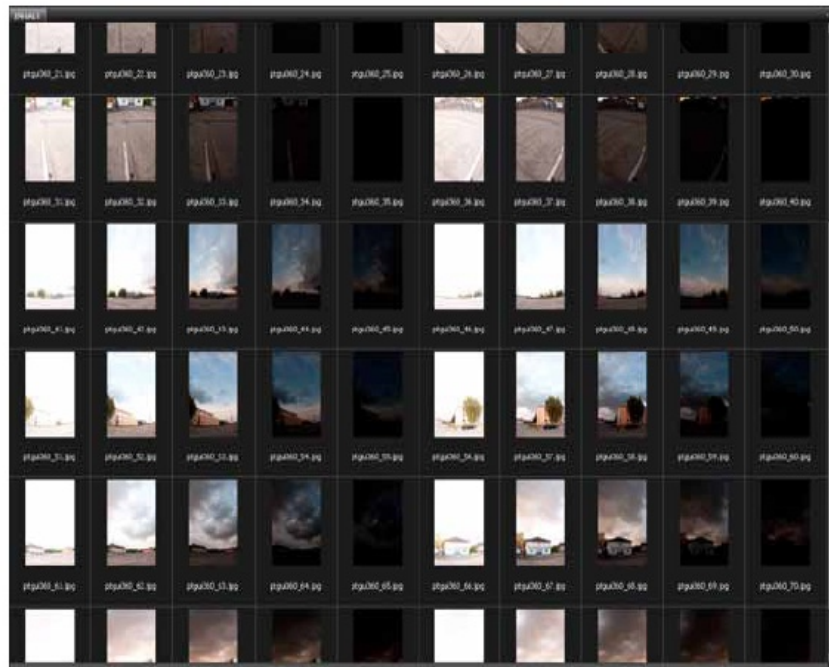 INHALT
ptgui360_21.jpg ptgui360_22.jpg ptgui360_23.jpg ptgui360_24.jpg ptgui360_25.jpg ptgui360_26.jpg ptgui360_27.jpg ptgui360_28.jpg ptgui360_29.jpg ptgui360_30.jpg
ptgui360_31.jpg ptgui360_32.jpg ptgui360_33.jpg ptgui360_34.jpg ptgui360_35.jpg ptgui360_36.jpg ptgui360_37.jpg ptgui360_38.jpg ptgui360_39.jpg ptgui360_40.jpg
ptgui360_41.jpg ptgui360_42.jpg ptgui360_43.jpg ptgui360_44.jpg ptgui360_45.jpg ptgui360_46.jpg ptgui360_47.jpg ptgui360_48.jpg ptgui360_49.jpg ptgui360_50.jpg
ptgui360_51.jpg ptgui360_52.jpg ptgui360_53.jpg ptgui360_54.jpg ptgui360_55.jpg ptgui360_56.jpg ptgui360_57.jpg ptgui360_58.jpg ptgui360_59.jpg ptgui360_60.jpg
ptgui360_61.jpg ptgui360_62.jpg ptgui360_63.jpg ptgui360_64.jpg ptgui360_65.jpg ptgui360_66.jpg ptgui360_67.jpg ptgui360_68.jpg ptgui360_69.jpg ptgui360_70.jpg